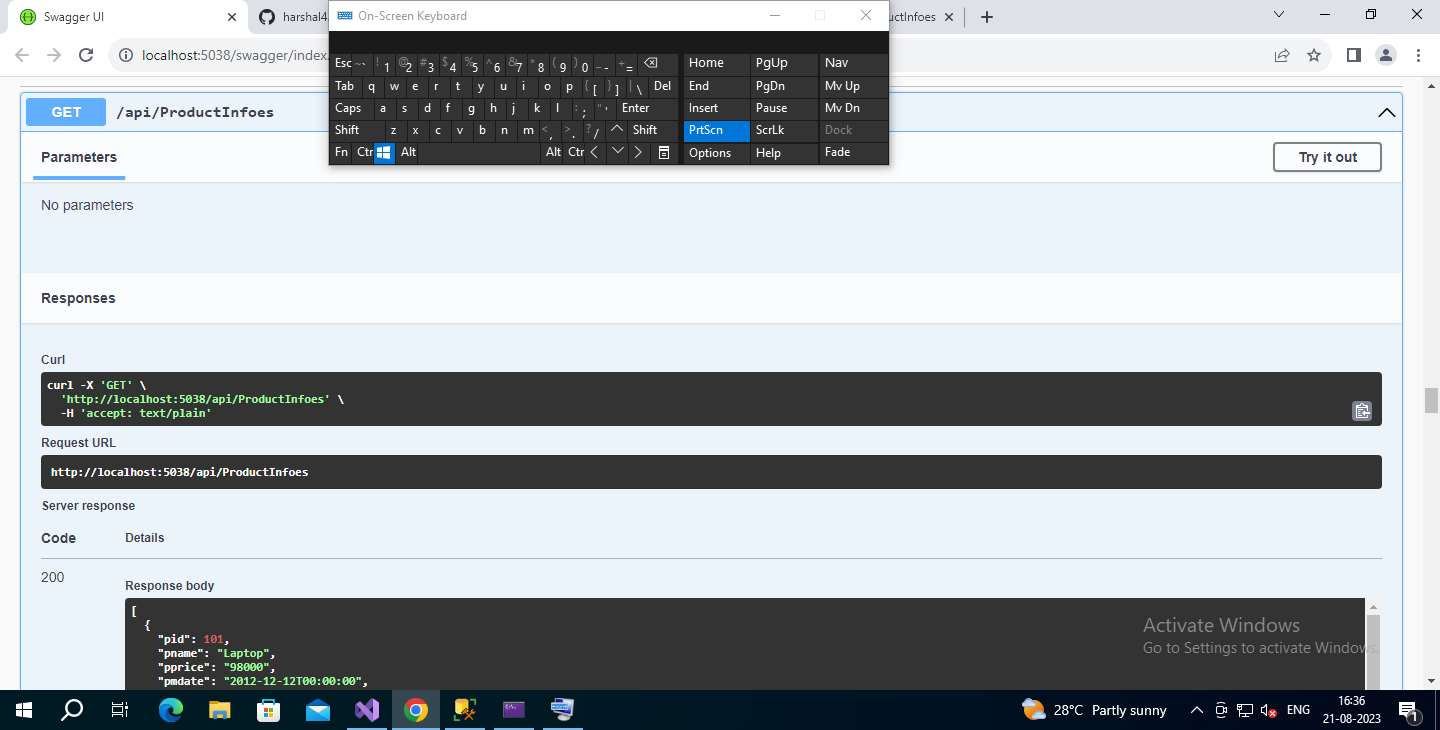 Swagger UI
harshal4
On-Screen Keyboard
uctInfoes
localhost:5038/swagger/index.
Esc ~ ` ! 1 @ 2 # 3 $ 4 % 5 ^ 6 & 7 * 8 ( 9 ) 0 _ - + = Home PgUp Nav
Tab q w e r t y u i o p { [ } ] | \ Del End PgDn Mv Up
Caps a s d f g h j k l : ; " ' Enter Insert Pause Mv Dn
Shift z x c v b n m < , > . ? / Shift PrtScn ScrLk Dock
Fn Ctr Alt Alt Ctr Options Help Fade
GET /api/ProductInfoes
Parameters
Try it out
No parameters
Responses
Curl
curl -X 'GET' \
'http://localhost:5038/api/ProductInfoes' \
-H 'accept: text/plain'
Request URL
http://localhost:5038/api/ProductInfoes
Server response
Code Details
200
Response body
[
{
"pid": 101,
"pname": "Laptop",
"pprice": "98000",
"pmdate": "2012-12-12T00:00:00",
Activate Windows
Go to Settings to activate Windows.
28°C Partly sunny
ENG
16:36
21-08-2023
1